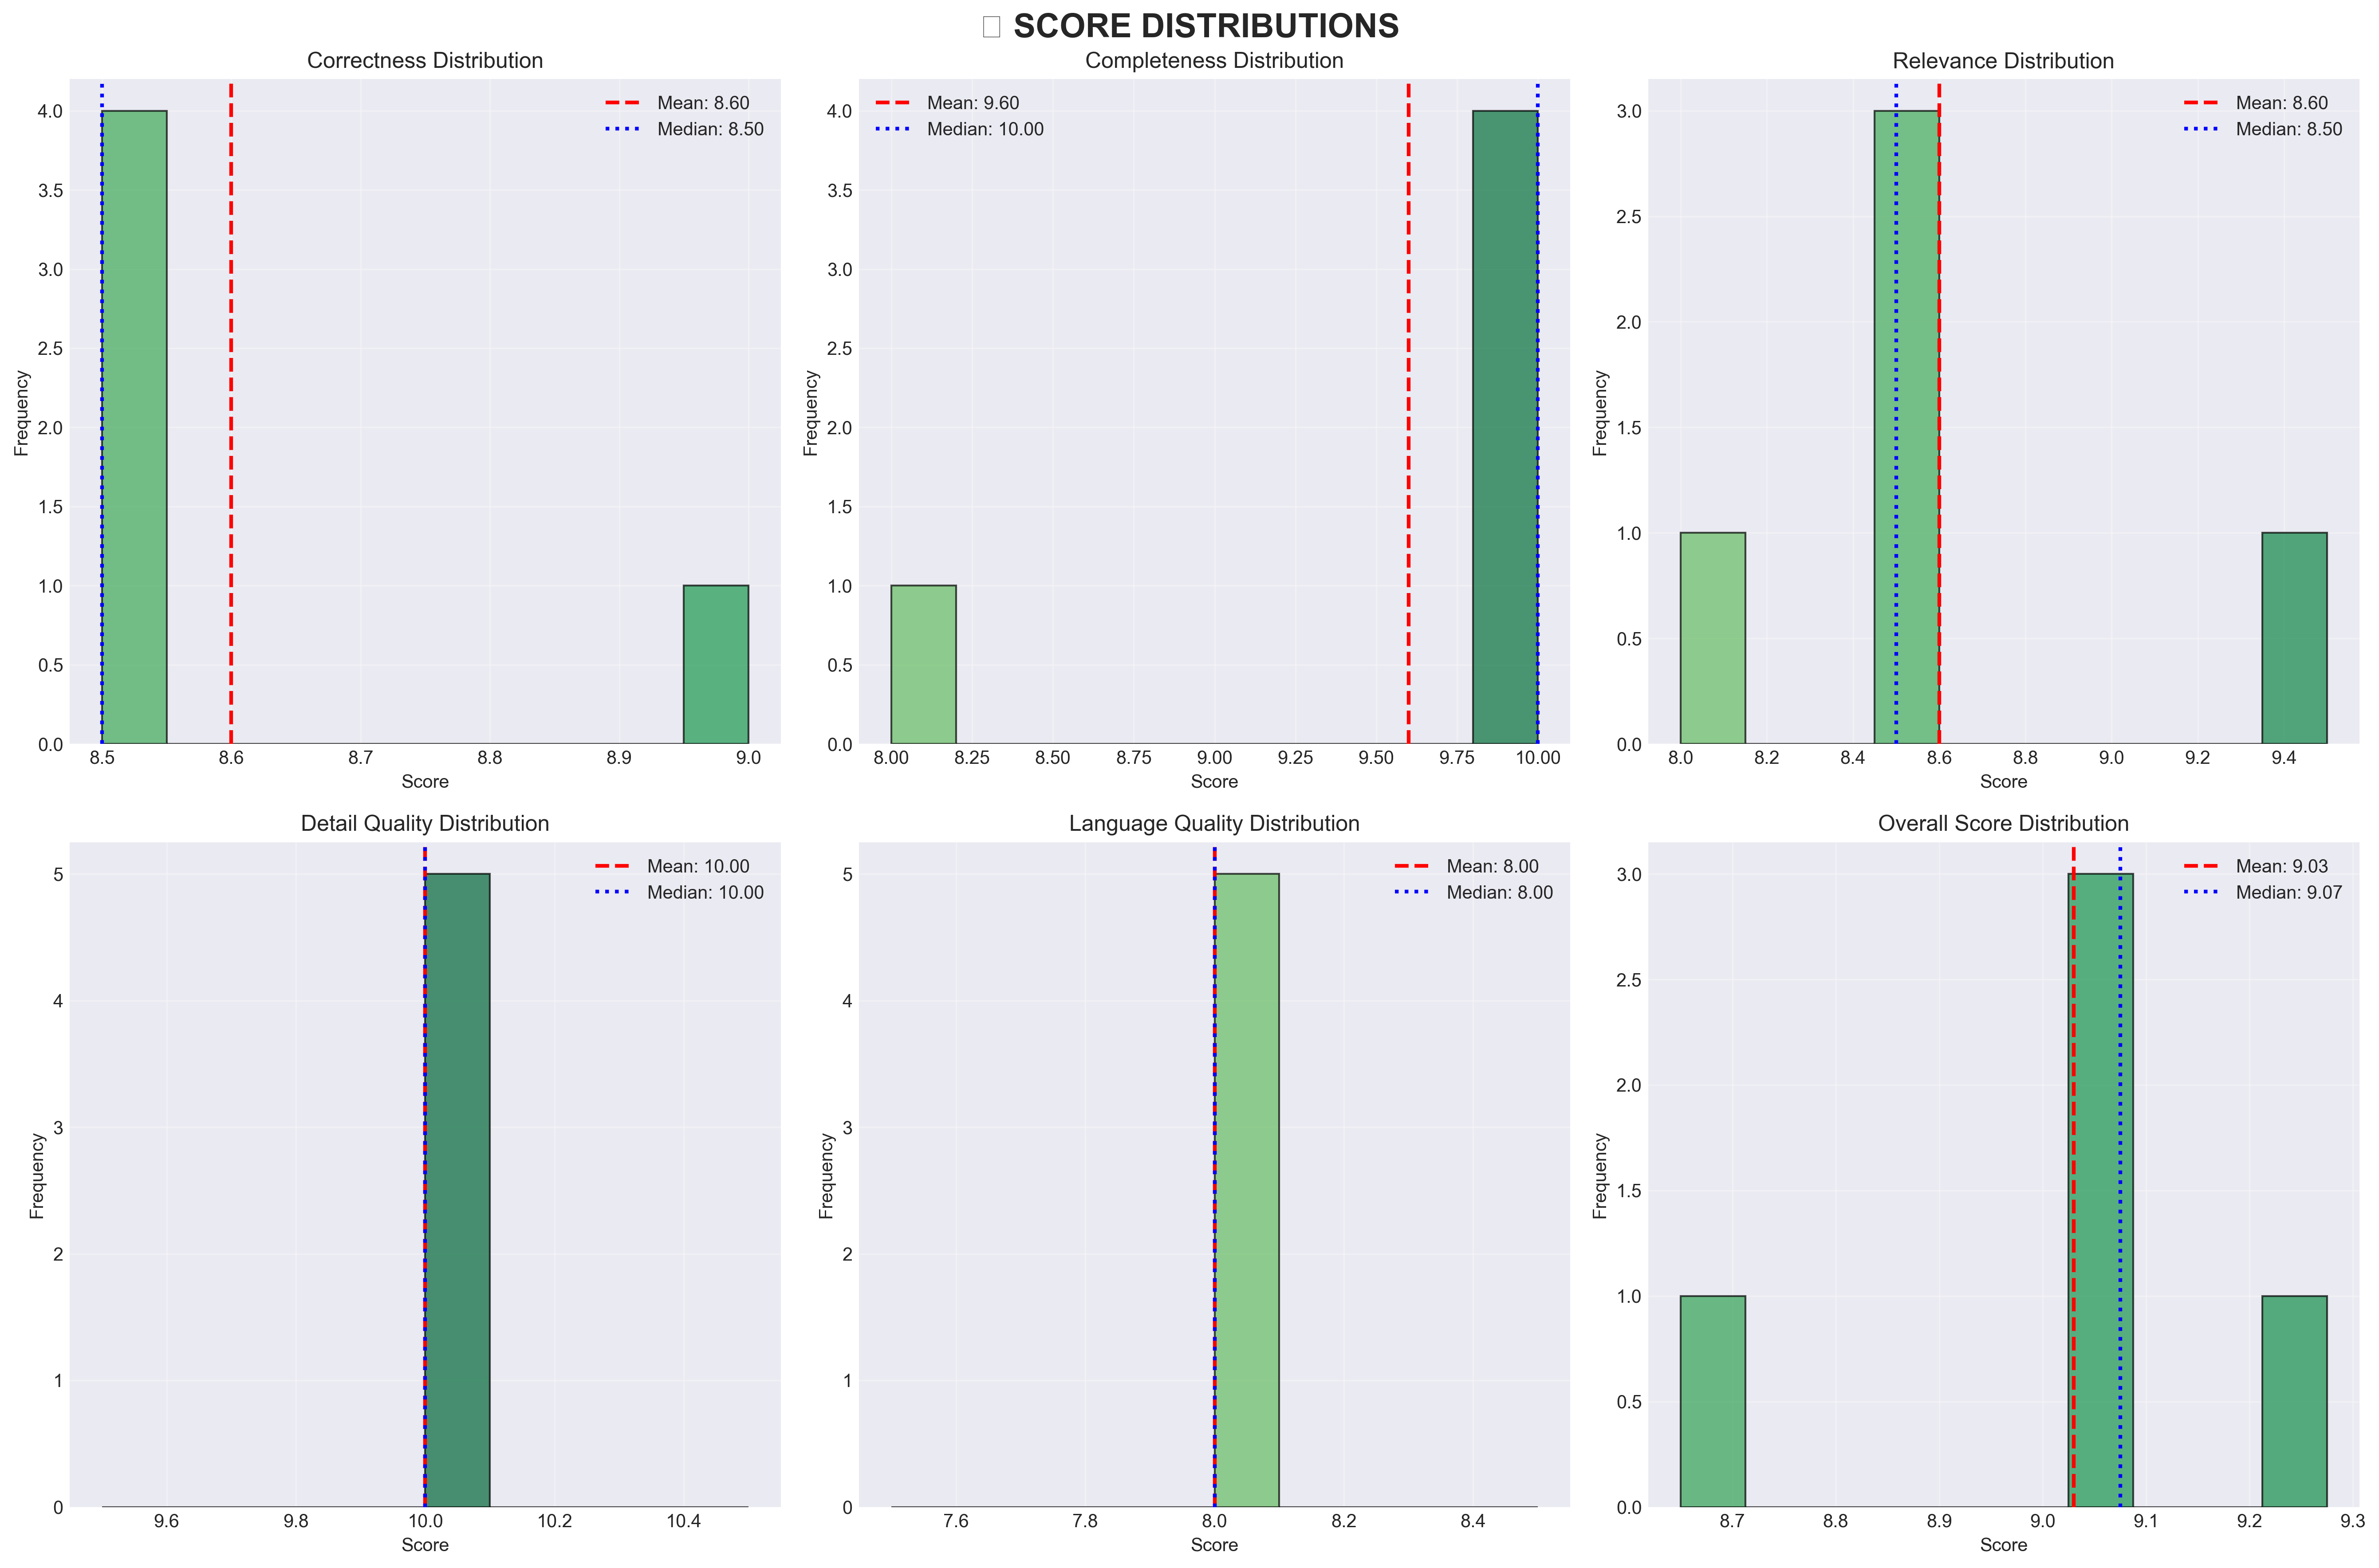 SCORE DISTRIBUTIONS
Correctness Distribution
Mean: 8.60
Median: 8.50
4.0
3.5
3.0
2.5
2.0
1.5
1.0
0.5
0.0
Frequency
8.5 8.6 8.7 8.8 8.9 9.0
Score
Completeness Distribution
Mean: 9.60
Median: 10.00
4.0
3.5
3.0
2.5
2.0
1.5
1.0
0.5
0.0
Frequency
8.00 8.25 8.50 8.75 9.00 9.25 9.50 9.75 10.00
Score
Relevance Distribution
Mean: 8.60
Median: 8.50
3.0
2.5
2.0
1.5
1.0
0.5
0.0
Frequency
8.0 8.2 8.4 8.6 8.8 9.0 9.2 9.4
Score
Detail Quality Distribution
Mean: 10.00
Median: 10.00
5
4
3
2
1
0
Frequency
9.6 9.8 10.0 10.2 10.4
Score
Language Quality Distribution
Mean: 8.00
Median: 8.00
5
4
3
2
1
0
Frequency
7.6 7.8 8.0 8.2 8.4
Score
Overall Score Distribution
Mean: 9.03
Median: 9.07
3.0
2.5
2.0
1.5
1.0
0.5
0.0
Frequency
8.7 8.8 8.9 9.0 9.1 9.2 9.3
Score